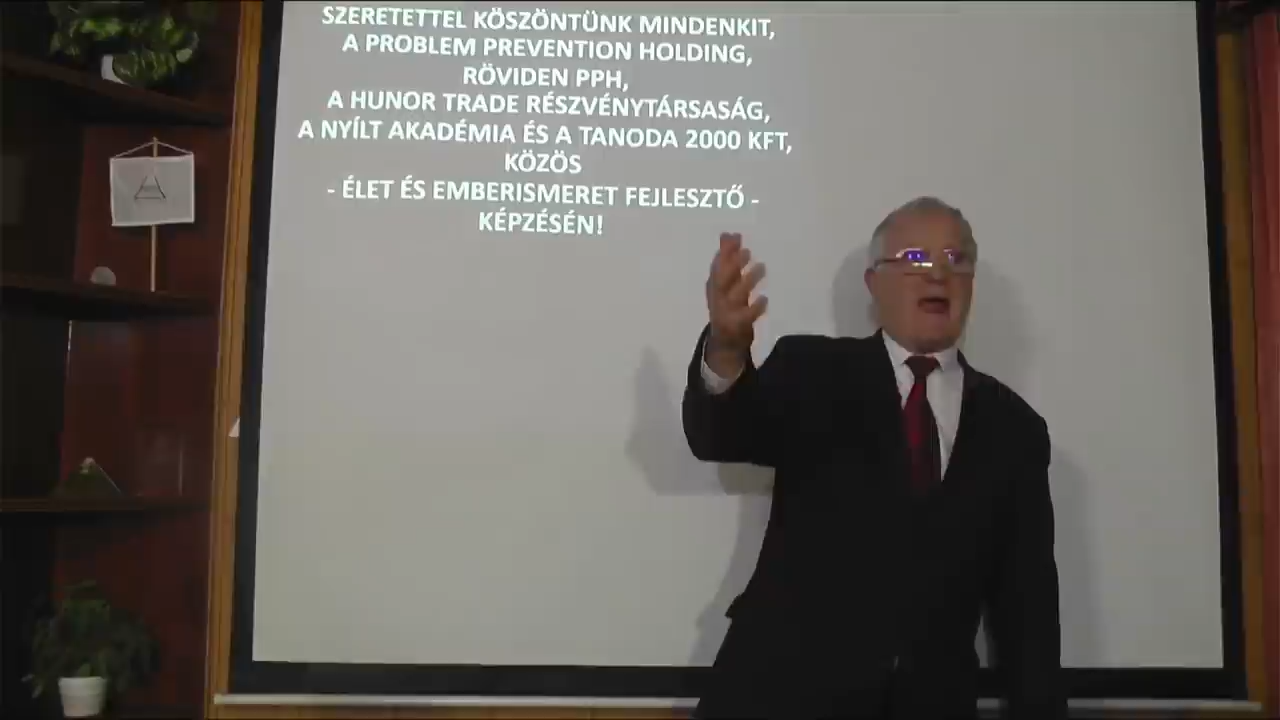 SZERETETTEL KÖSZÖNTÜNK MINDENKIT,
A PROBLEM PREVENTION HOLDING,
RÖVIDEN PPH,
A HUNOR TRADE RÉSZVÉNYTÁRSASÁG,
A NYÍLT AKADÉMIA ÉS A TANODA 2000 KFT,
KÖZÖS
- ÉLET ÉS EMBERISMERET FEJLESZTŐ -
KÉPZÉSÉN!